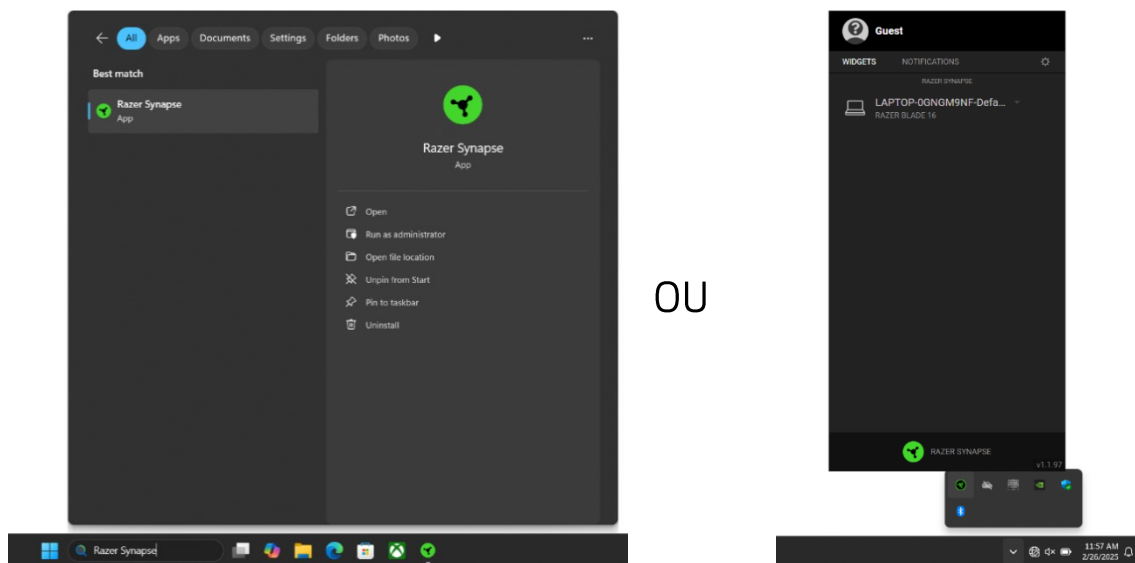 All Apps Documents Settings Folders Photos
Best match
Razer Synapse
App
Razer Synapse
App
Open
Run as administrator
Open file location
Unpin from Start
Pin to taskbar
Uninstall
Razer Synapse
OU
Guest
WIDGETS NOTIFICATIONS
RAZER SYNAPSE
LAPTOP-0GNGM9NF-Defa...
RAZER BLADE 16
RAZER SYNAPSE
v1.1.97
11:57 AM
2/26/2025